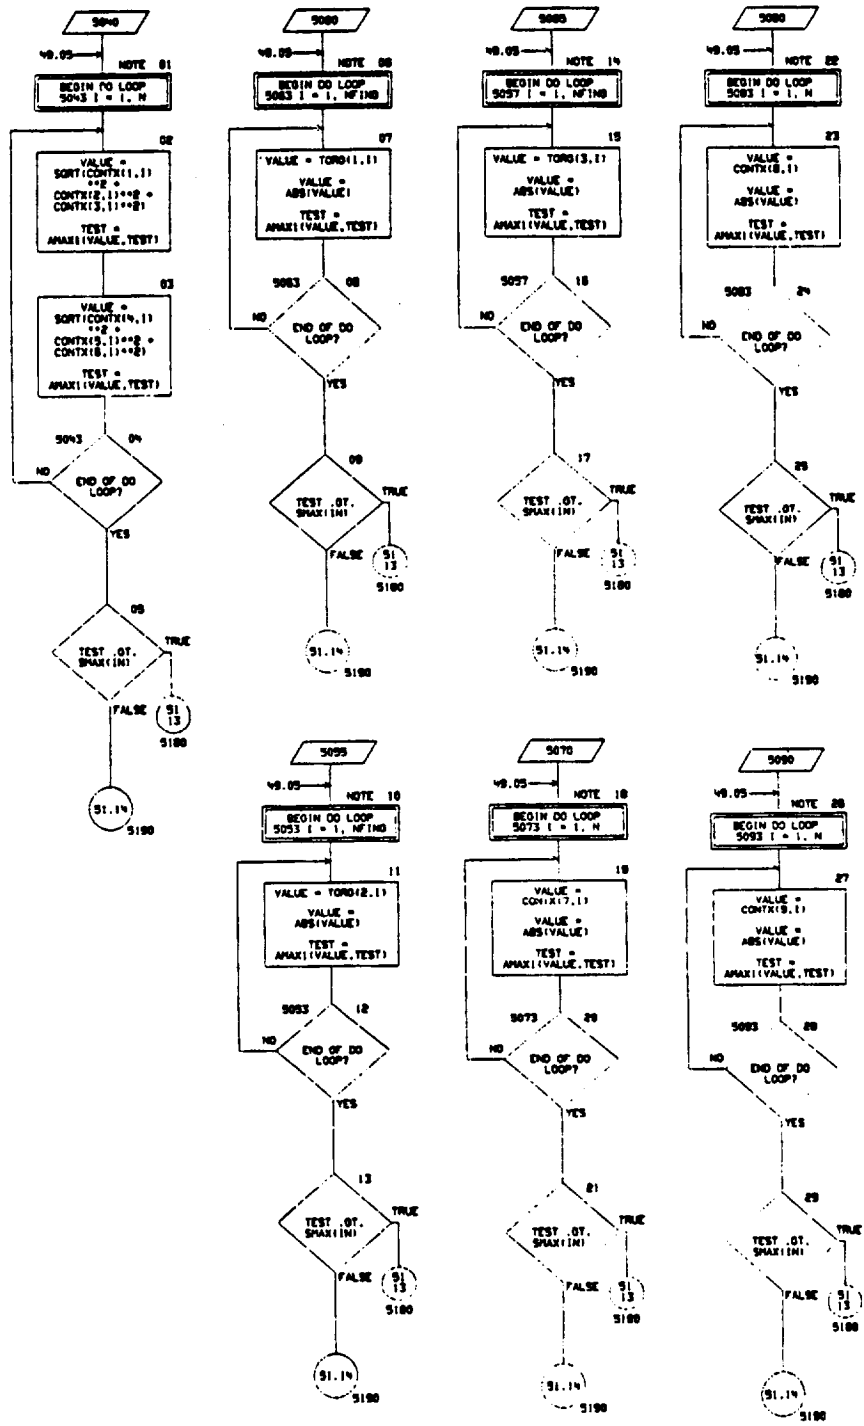 5040
49.05
NOTE 01
BEGIN DO LOOP
5043 I = 1, N
02
VALUE =
SQRT(CONTX(1,I)
**2 +
CONTX(2,I)**2 +
CONTX(3,I)**2)
TEST =
AMAX1(VALUE,TEST)
03
VALUE =
SQRT(CONTX(4,I)
**2 +
CONTX(5,I)**2 +
CONTX(6,I)**2)
TEST =
AMAX1(VALUE,TEST)
5043 04
NO
END OF DO
LOOP?
YES
05
TEST .GT.
SMAX(IN)
TRUE
FALSE
51
13
5180
51.14
5190
49.05
NOTE 06
BEGIN DO LOOP
07
VALUE = TORQ(1,I)
VALUE =
ABS(VALUE)
TEST =
AMAX1(VALUE,TEST)
08
NO
END OF DO
LOOP?
YES
09
TEST .GT.
SMAX(IN)
TRUE
FALSE
51
13
5180
51.14
5190
5055
49.05
NOTE 10
BEGIN DO LOOP
5053 I = 1, NFIND
11
VALUE = TORQ(2,I)
VALUE =
ABS(VALUE)
TEST =
AMAX1(VALUE,TEST)
5053 12
NO
END OF DO
LOOP?
YES
13
TEST .GT.
SMAX(IN)
TRUE
FALSE
51
13
5180
51.14
5190
49.05
NOTE 14
BEGIN DO LOOP
5057 I = 1, NFIND
15
VALUE = TORQ(3,I)
VALUE =
ABS(VALUE)
TEST =
AMAX1(VALUE,TEST)
5057 16
NO
END OF DO
LOOP?
YES
17
TEST .GT.
SMAX(IN)
TRUE
FALSE
51
13
5180
51.14
5190
5070
49.05
NOTE 18
BEGIN DO LOOP
5073 I = 1, N
19
VALUE =
CONTX(7,I)
VALUE =
ABS(VALUE)
TEST =
AMAX1(VALUE,TEST)
5073 20
NO
END OF DO
LOOP?
YES
21
TEST .GT.
SMAX(IN)
TRUE
FALSE
51
13
5180
51.14
5190
5080
49.05
NOTE 22
BEGIN DO LOOP
5083 I = 1, N
23
VALUE =
CONTX(8,I)
VALUE =
ABS(VALUE)
TEST =
AMAX1(VALUE,TEST)
5083 24
NO
END OF DO
LOOP?
YES
25
TEST .GT.
SMAX(IN)
TRUE
FALSE
51
13
5180
51.14
5190
5090
49.05
NOTE 26
BEGIN DO LOOP
5093 I = 1, N
27
VALUE =
CONTX(9,I)
VALUE =
ABS(VALUE)
TEST =
AMAX1(VALUE,TEST)
5093 28
NO
END OF DO
LOOP?
YES
29
TEST .GT.
SMAX(IN)
TRUE
FALSE
51
13
5180
51.14
5190